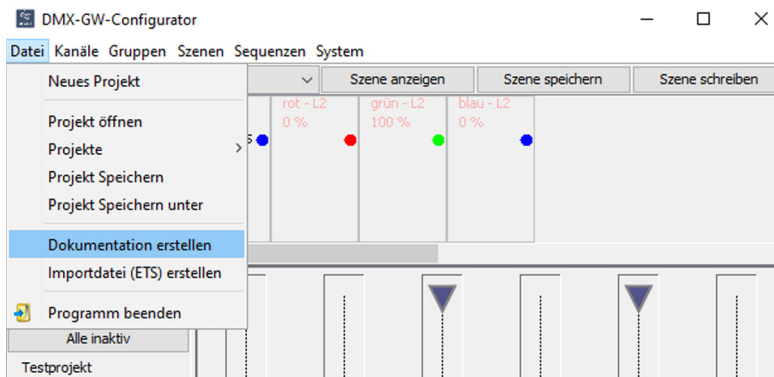 DMX-GW-Configurator
Datei Kanäle Gruppen Szenen Sequenzen System
Neues Projekt
Projekt öffnen
Projekte
Projekt Speichern
Projekt Speichern unter
Dokumentation erstellen
Importdatei (ETS) erstellen
Programm beenden
Szene anzeigen
Szene speichern
Szene schreiben
rot - L2
0 %
grün - L2
100 %
blau - L2
0 %
Alle inaktiv
Testprojekt